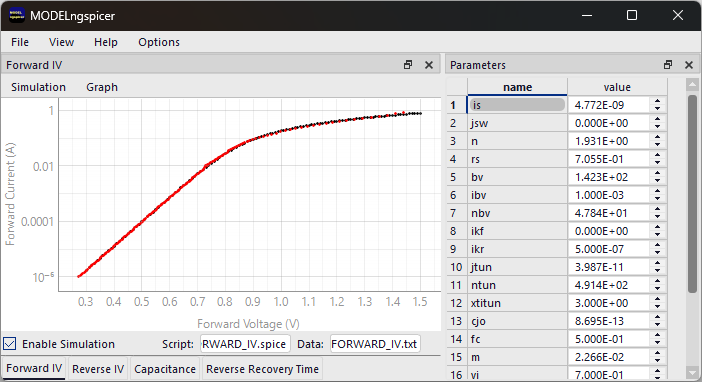 MODELngspicer
File View Help Options
Forward IV
Simulation Graph
Forward Current (A)
1
0.01
0.0001
10⁻⁶
0.3 0.4 0.5 0.6 0.7 0.8 0.9 1.0 1.1 1.2 1.3 1.4 1.5
Forward Voltage (V)
Enable Simulation Script: RWARD_IV.spice Data: FORWARD_IV.txt
Forward IV Reverse IV Capacitance Reverse Recovery Time
Parameters
name value
1 is 4.772E-09
2 jsw 0.000E+00
3 n 1.931E+00
4 rs 7.055E-01
5 bv 1.423E+02
6 ibv 1.000E-03
7 nbv 4.784E+01
8 ikf 0.000E+00
9 ikr 5.000E-07
10 jtun 3.987E-11
11 ntun 4.914E+02
12 xtitun 3.000E+00
13 cjo 8.695E-13
14 fc 5.000E-01
15 m 2.266E-02
16 vj 7.000E-01